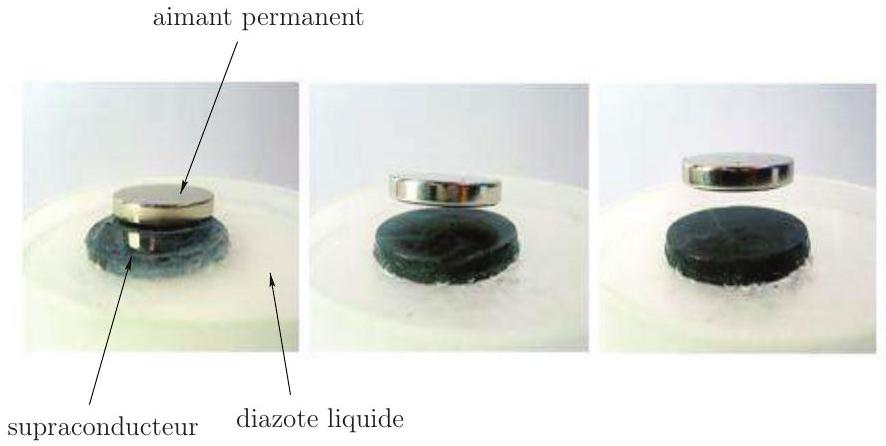 aimant permanent
supraconducteur
diazote liquide